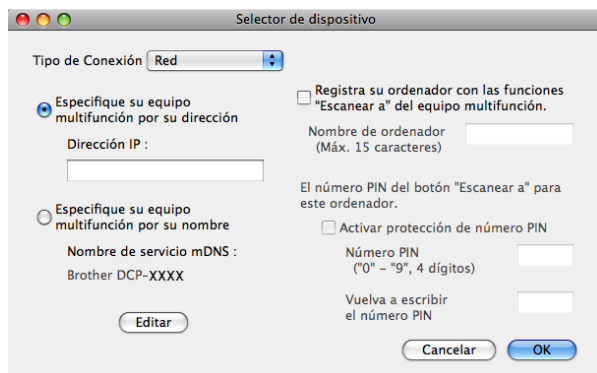 Selector de dispositivo
Tipo de Conexión Red
Especifique su equipo
multifunción por su dirección
Dirección IP :
Especifique su equipo
multifunción por su nombre
Nombre de servicio mDNS :
Brother DCP-XXXX
Editar
Registra su ordenador con las funciones
"Escanear a" del equipo multifunción.
Nombre de ordenador
(Máx. 15 caracteres)
El número PIN del botón "Escanear a" para
este ordenador.
Activar protección de número PIN
Número PIN
("0" – "9", 4 dígitos)
Vuelva a escribir
el número PIN
Cancelar
OK